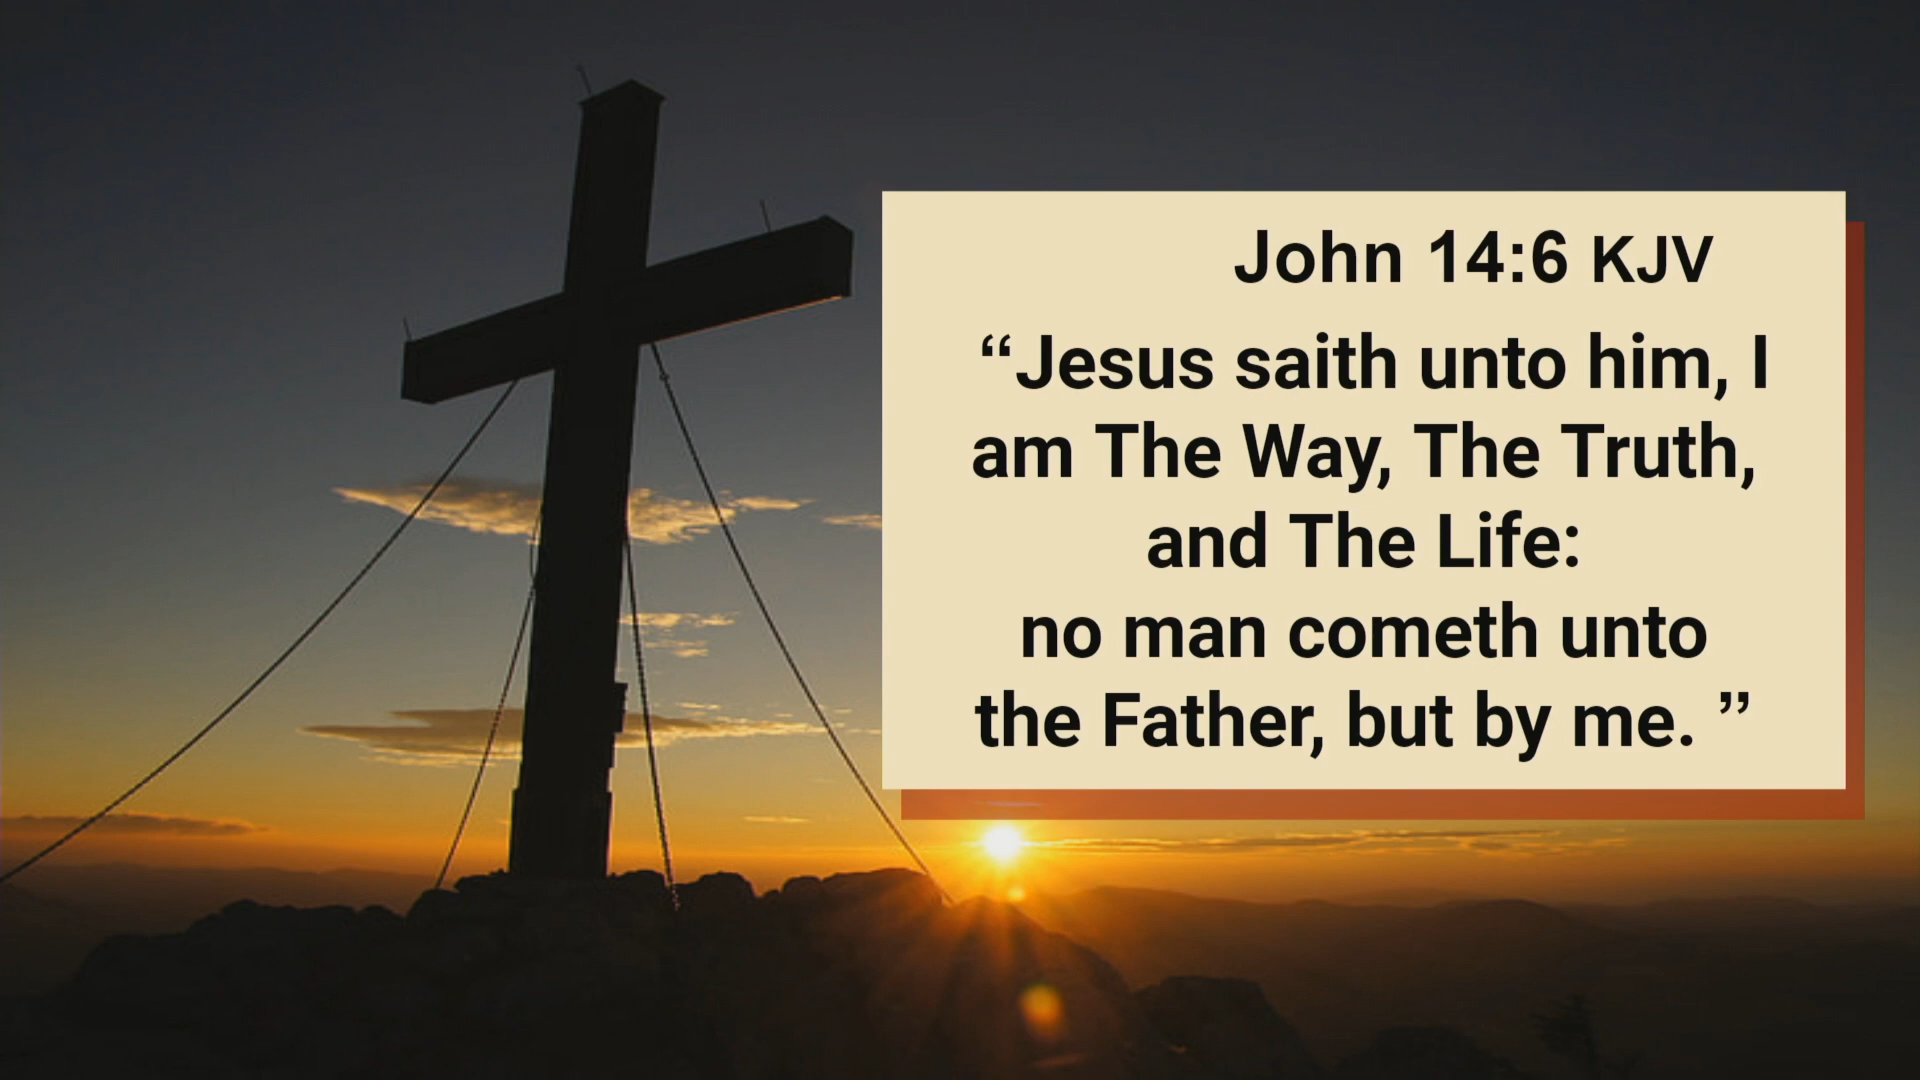 John 14:6 KJV
“Jesus saith unto him, I
am The Way, The Truth,
and The Life:
no man cometh unto
the Father, but by me. ”